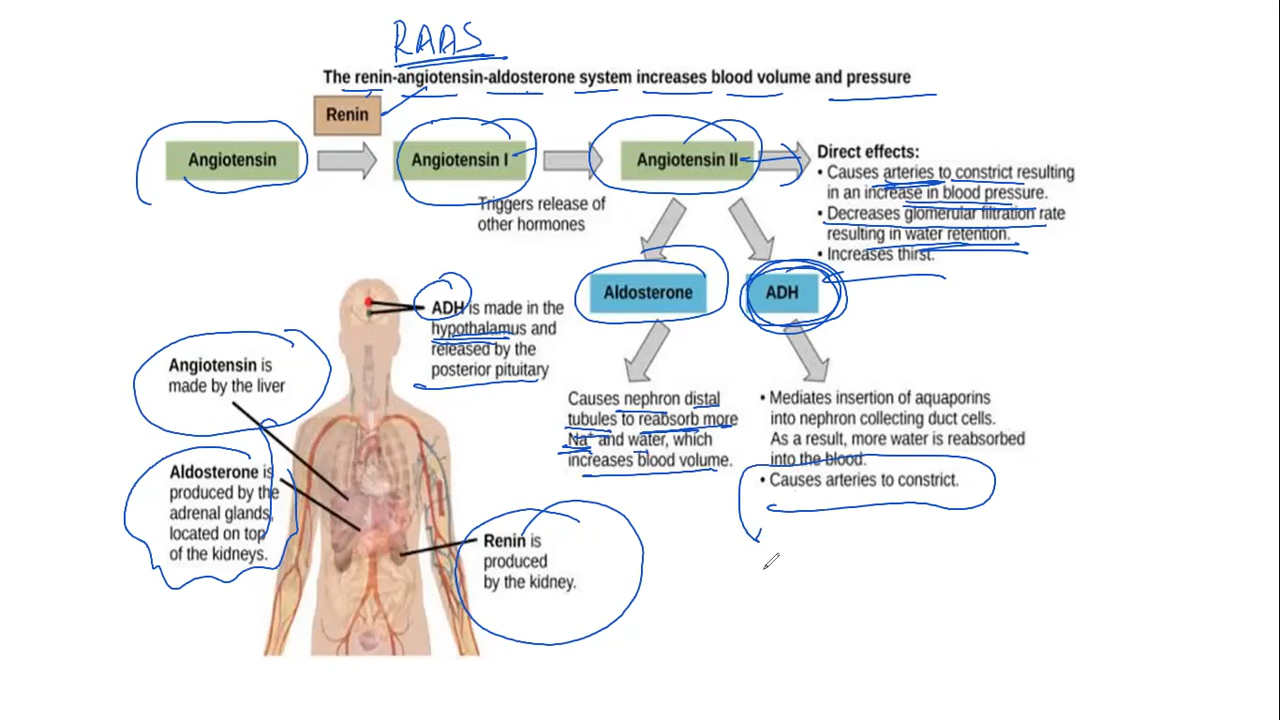 RAAS
The renin-angiotensin-aldosterone system increases blood volume and pressure
Renin
Angiotensin
Angiotensin I
Angiotensin II
Direct effects:
• Causes arteries to constrict resulting
in an increase in blood pressure.
• Decreases glomerular filtration rate
resulting in water retention.
• Increases thirst.
Triggers release of
other hormones
Aldosterone
ADH
ADH is made in the
hypothalamus and
released by the
posterior pituitary
Angiotensin is
made by the liver
Aldosterone is
produced by the
adrenal glands,
located on top
of the kidneys.
Renin is
produced
by the kidney.
Causes nephron distal
tubules to reabsorb more
Na⁺ and water, which
increases blood volume.
• Mediates insertion of aquaporins
into nephron collecting duct cells.
As a result, more water is reabsorbed
into the blood.
• Causes arteries to constrict.